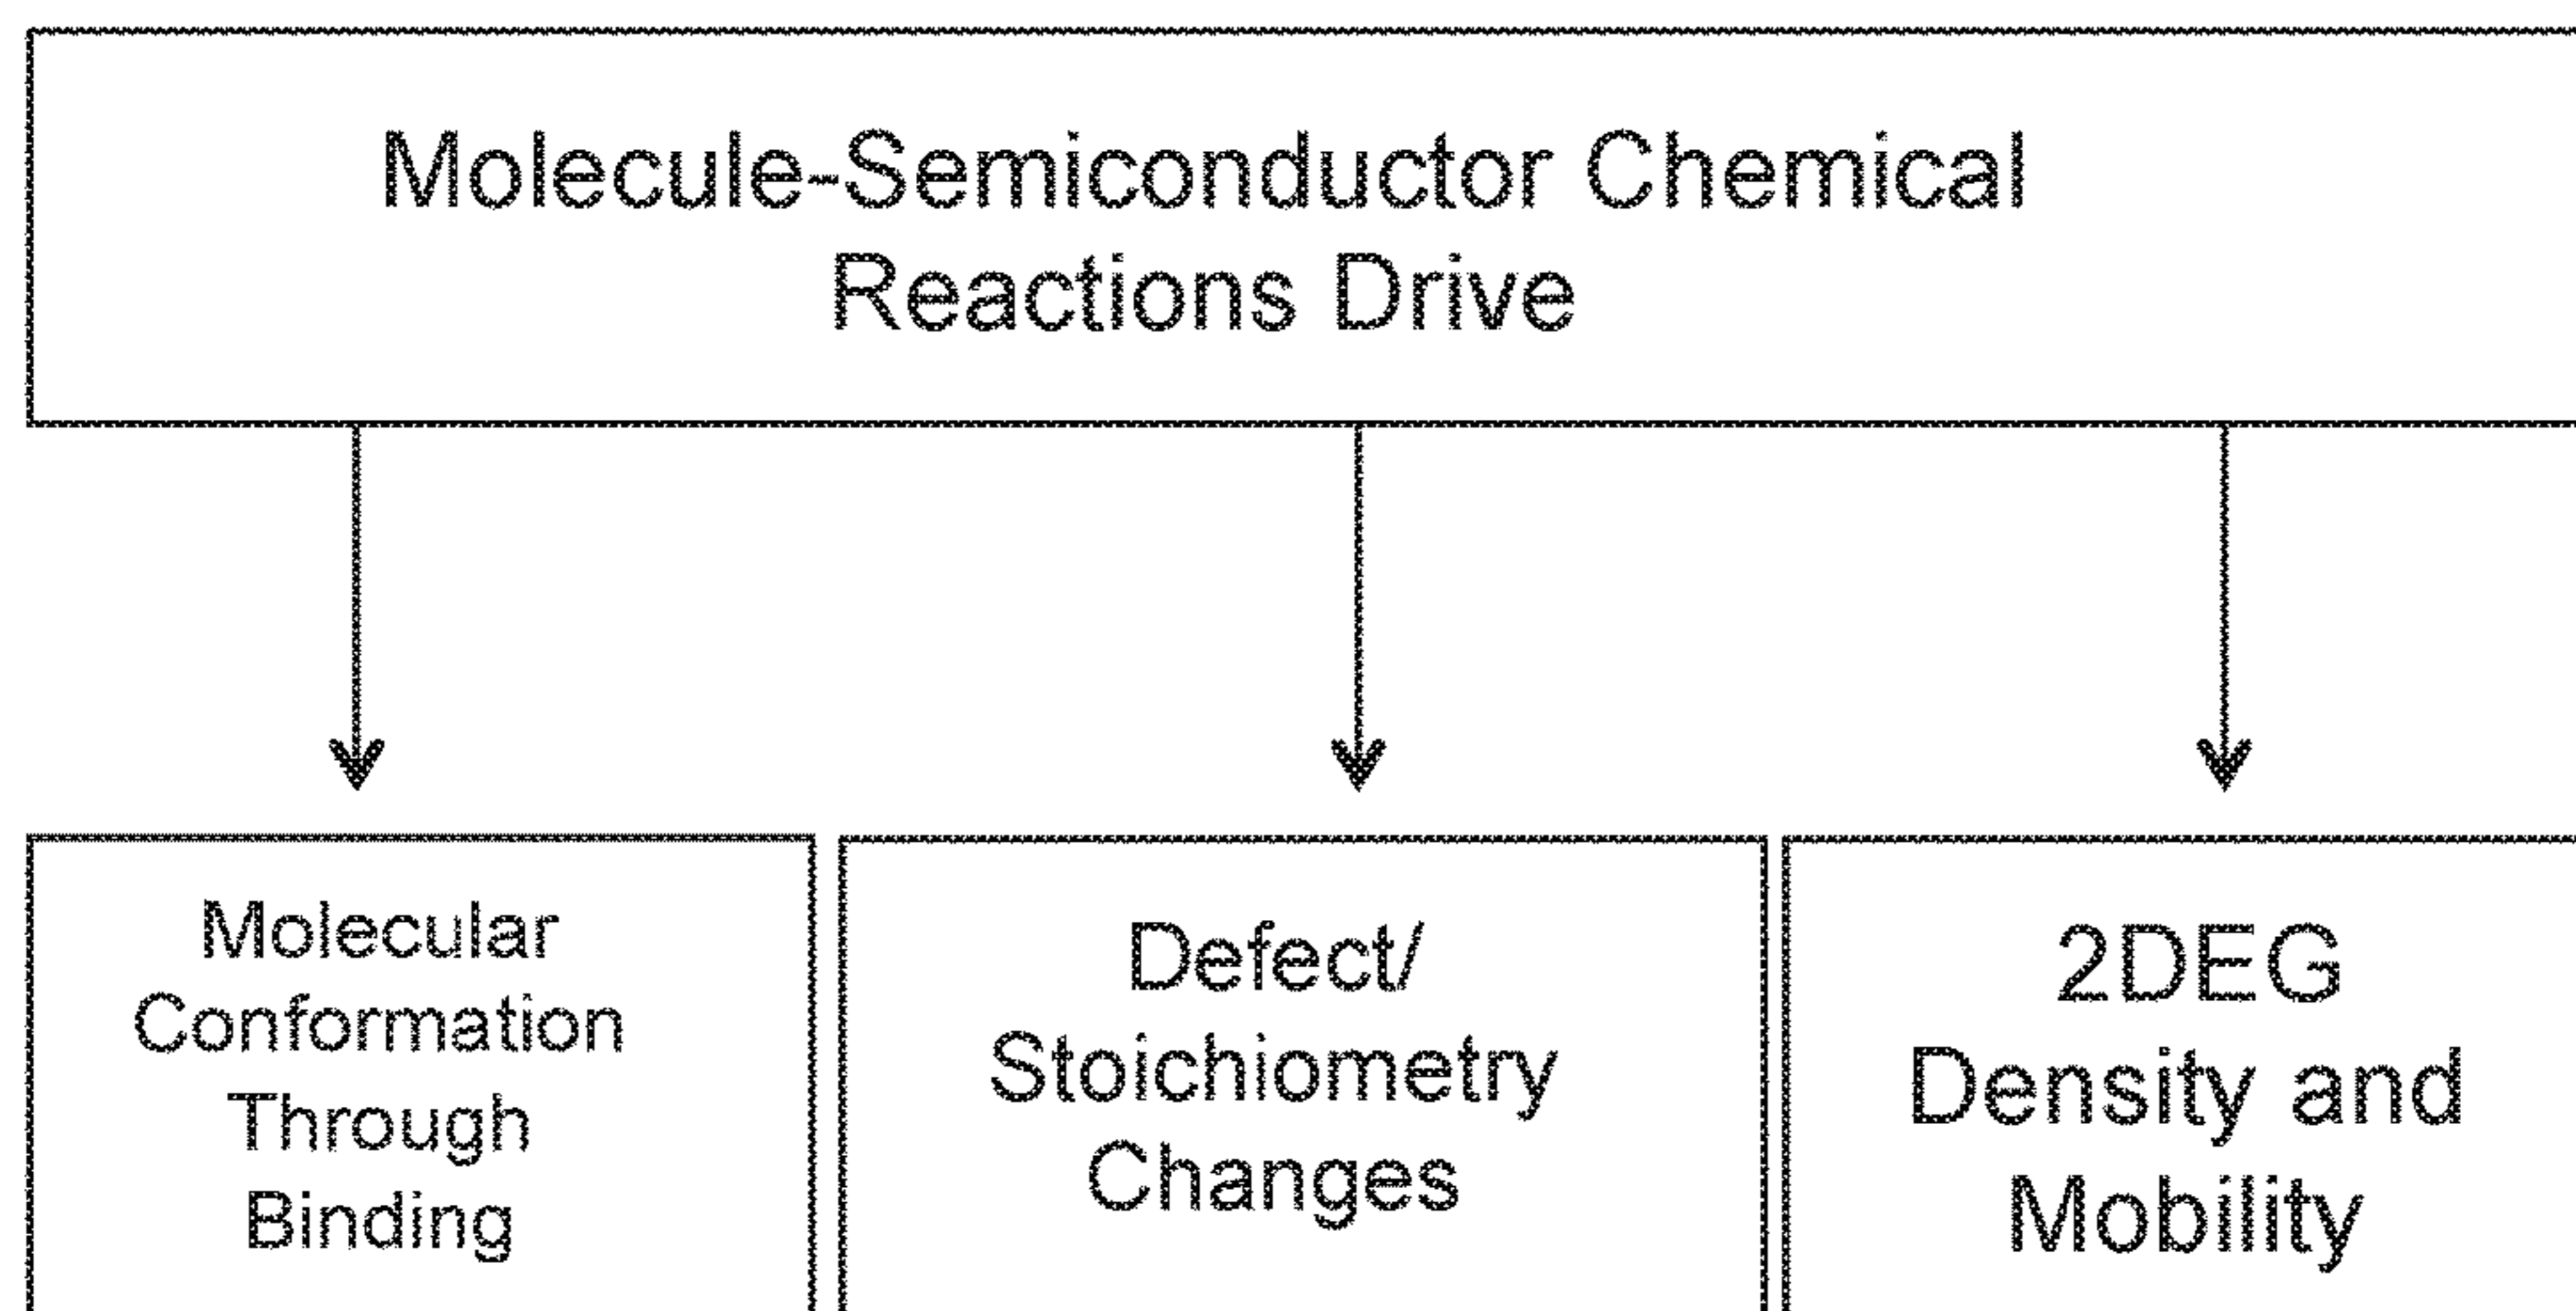 Molecule-Semiconductor Chemical
Reactions Drive
Molecular
Conformation
Through
Binding
Defect/
Stoichiometry
Changes
2DEG
Density and
Mobility